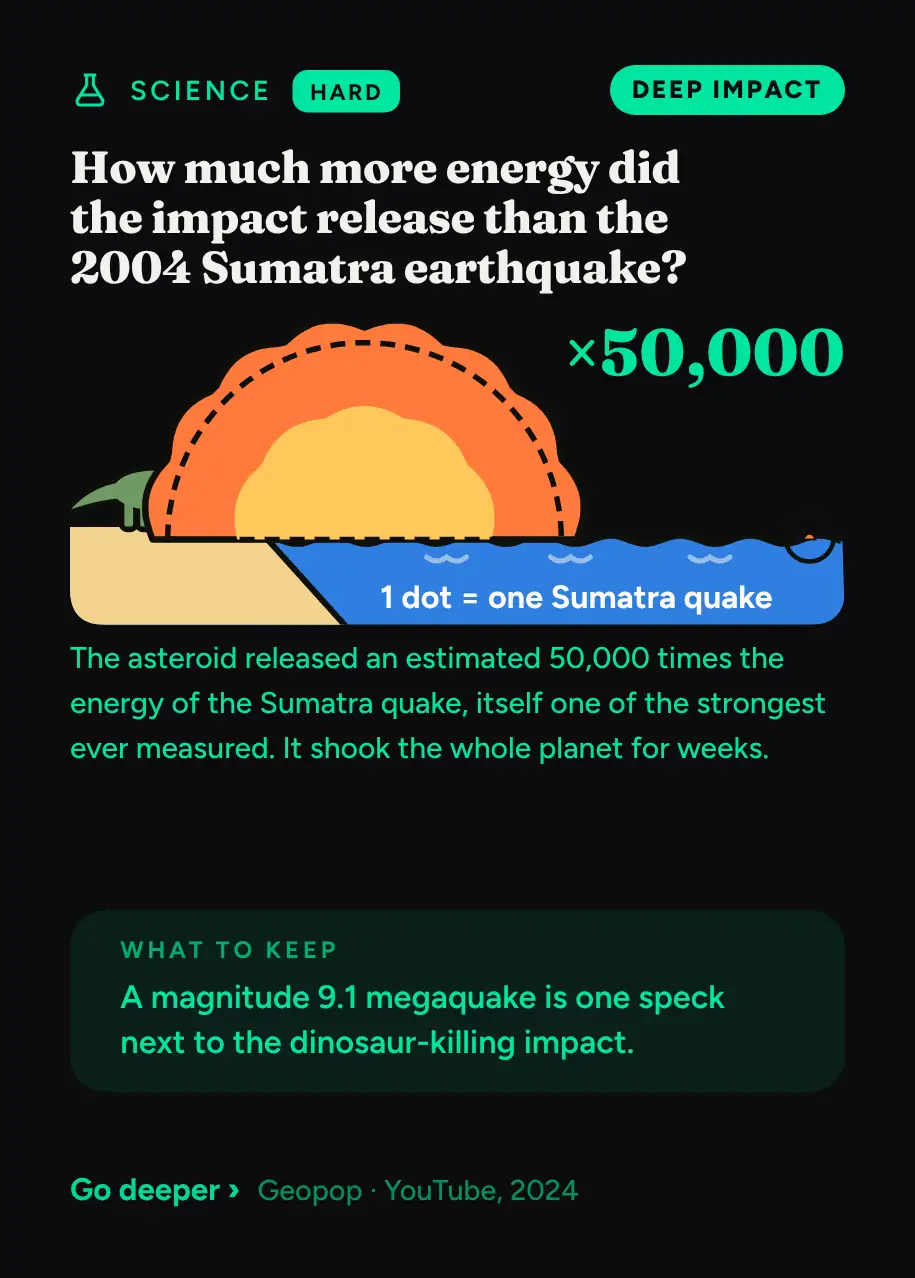 SCIENCE HARD DEEP IMPACT
How much more energy did
the impact release than the
2004 Sumatra earthquake?
×50,000
1 dot = one Sumatra quake
The asteroid released an estimated 50,000 times the
energy of the Sumatra quake, itself one of the strongest
ever measured. It shook the whole planet for weeks.
WHAT TO KEEP
A magnitude 9.1 megaquake is one speck
next to the dinosaur-killing impact.
Go deeper › Geopop · YouTube, 2024